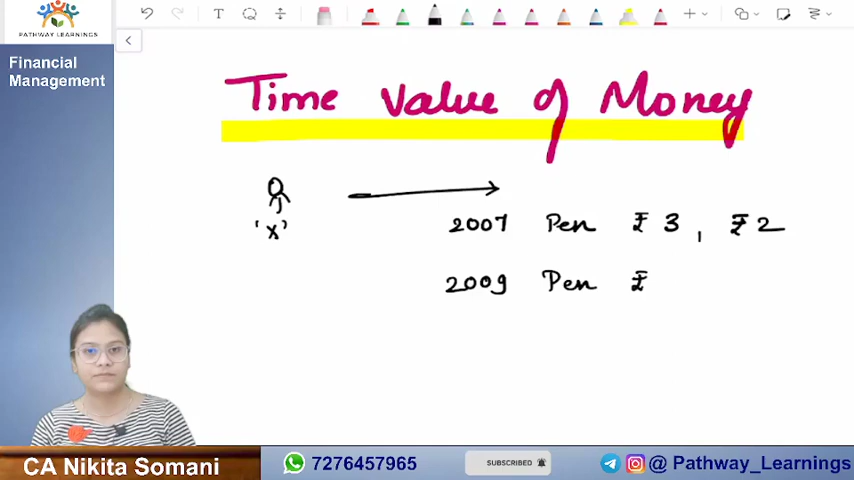 PATHWAY LEARNINGS
Financial
Management
Time Value of Money
'x'
2007 Pen ₹ 3, ₹ 2
2009 Pen ₹
CA Nikita Somani
7276457965
SUBSCRIBED
@ Pathway_Learnings